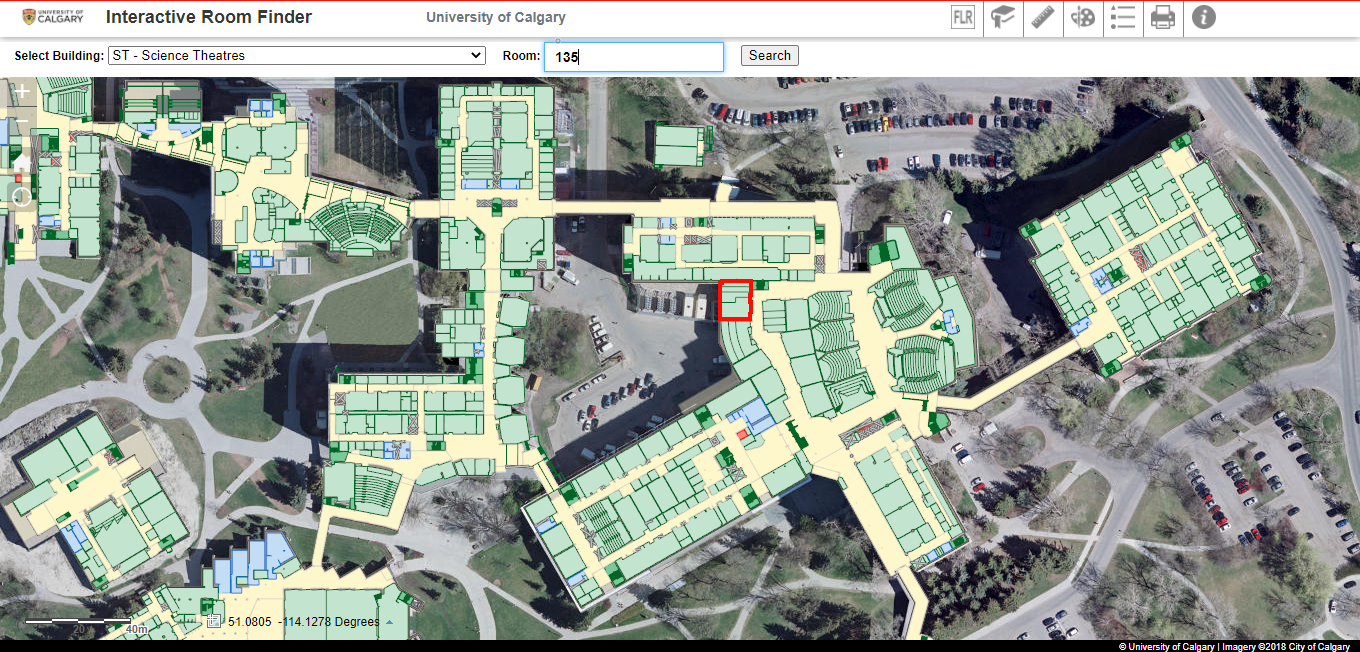 UNIVERSITY OF
CALGARY
Interactive Room Finder
University of Calgary
FLR
Select Building: ST - Science Theatres
Room: 135
Search
20
40m
51.0805 -114.1278 Degrees
© University of Calgary | Imagery ©2018 City of Calgary